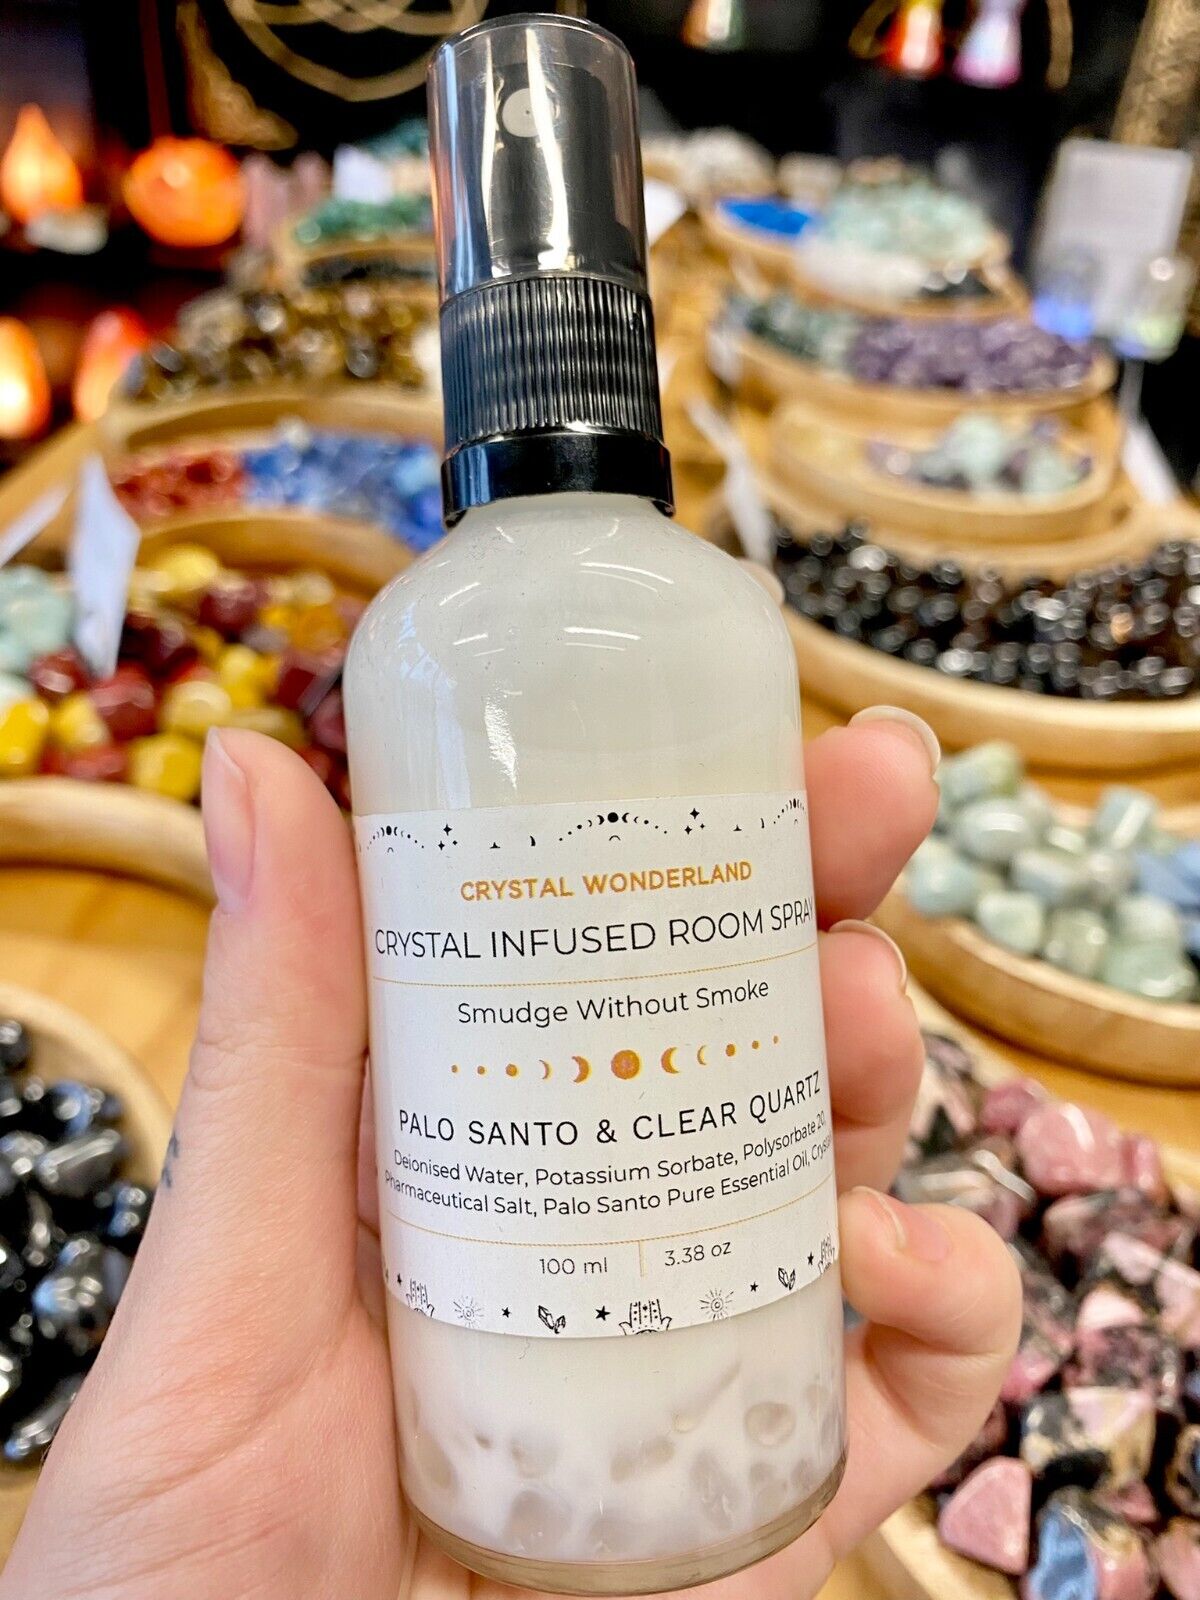 CRYSTAL WONDERLAND
CRYSTAL INFUSED ROOM SPRAY
Smudge Without Smoke
PALO SANTO & CLEAR QUARTZ
Deionised Water, Potassium Sorbate, Polysorbate 20,
Pharmaceutical Salt, Palo Santo Pure Essential Oil,
100 ml 3.38 oz